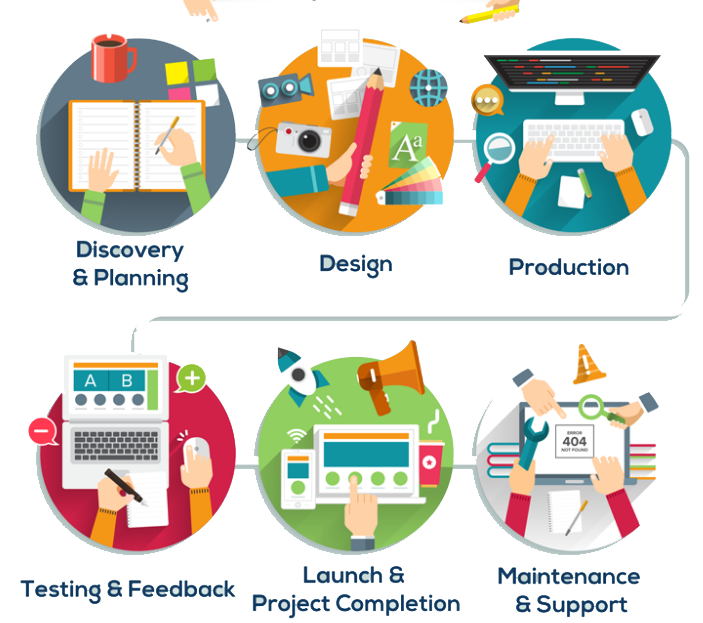 Aa
Discovery
& Planning
Design
Production
A B
ERROR
404
NOT FOUND
Testing & Feedback
Launch &
Project Completion
Maintenance
& Support